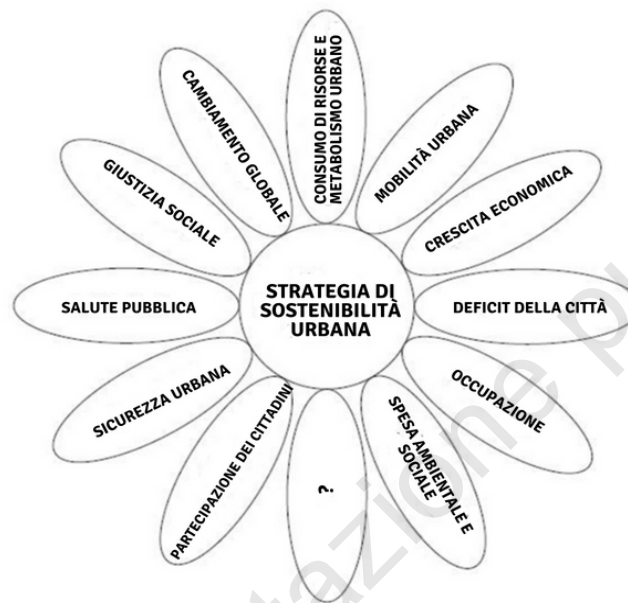 CONSUMO DI RISORSE E
METABOLISMO URBANO
MOBILITÀ URBANA
CRESCITA ECONOMICA
DEFICIT DELLA CITTÀ
OCCUPAZIONE
SPESA AMBIENTALE E
SOCIALE
?
PARTECIPAZIONE DEI CITTADINI
SICUREZZA URBANA
SALUTE PUBBLICA
GIUSTIZIA SOCIALE
CAMBIAMENTO GLOBALE
STRATEGIA DI
SOSTENIBILITÀ
URBANA